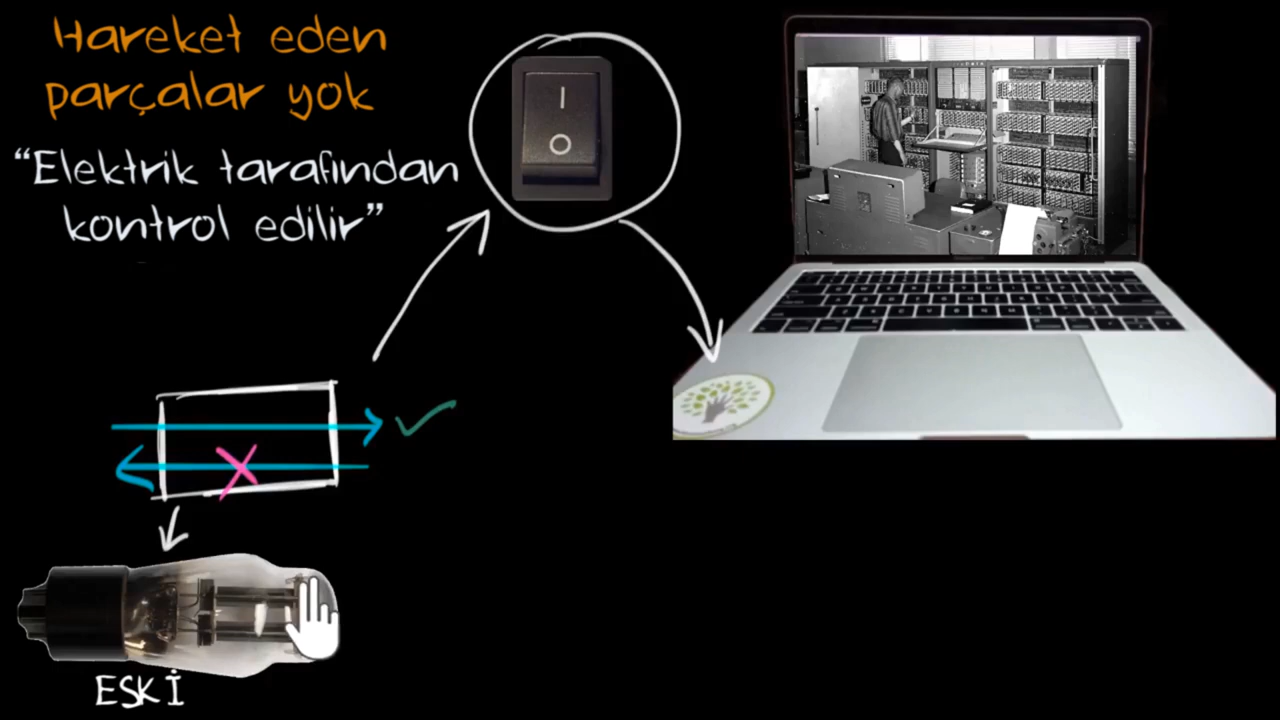 Hareket eden
parçalar yok
“Elektrik tarafından
kontrol edilir”
I
O
ESKİ